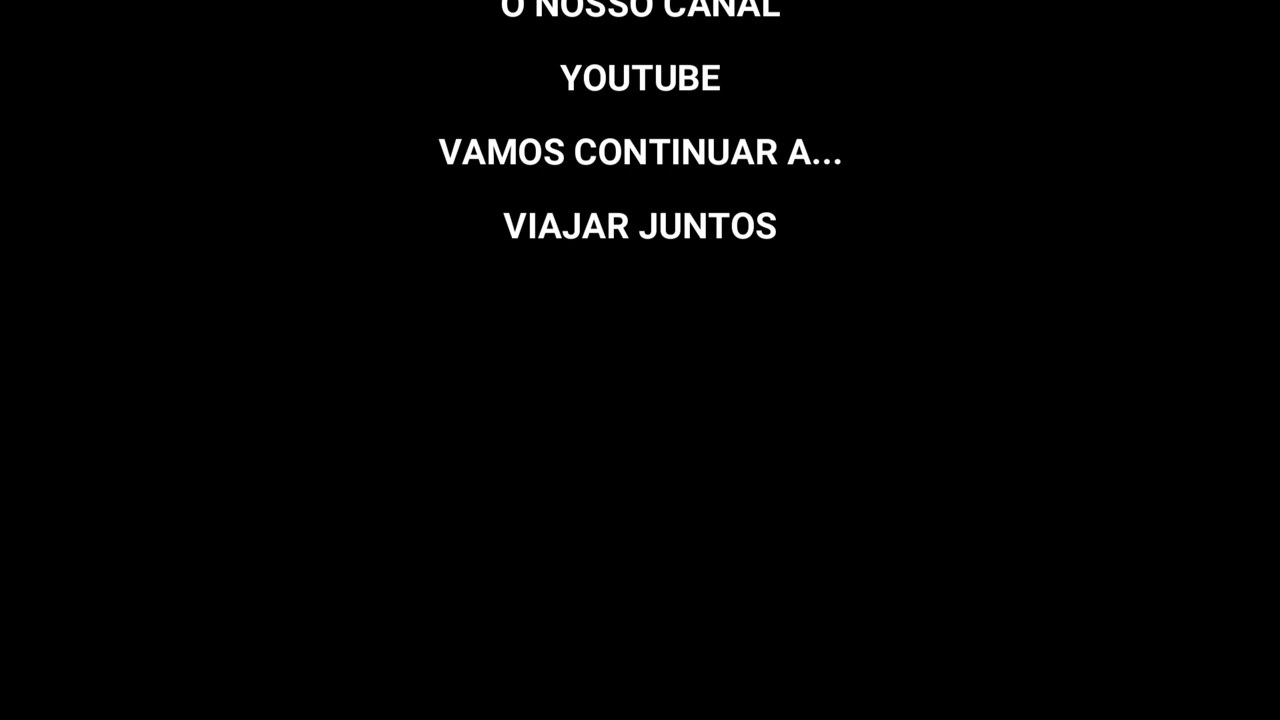 O NOSSO CANAL
YOUTUBE
VAMOS CONTINUAR A...
VIAJAR JUNTOS